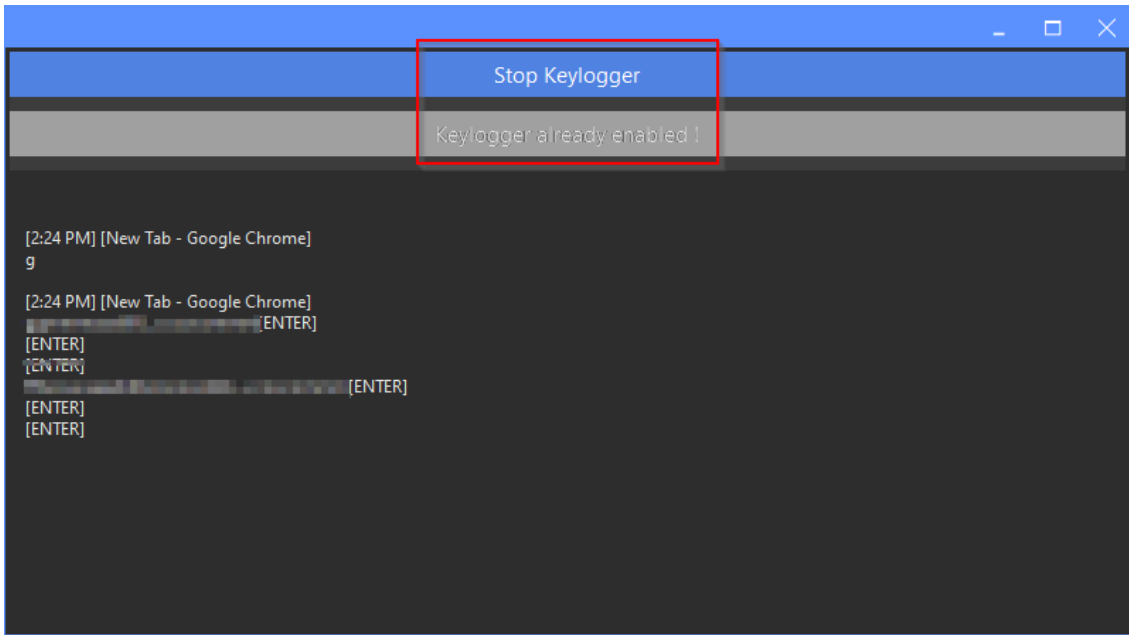 Stop Keylogger
Keylogger already enabled !
[2:24 PM] [New Tab - Google Chrome]
g
[2:24 PM] [New Tab - Google Chrome]
[ENTER]
[ENTER]
[ENTER]
[ENTER]
[ENTER]
[ENTER]